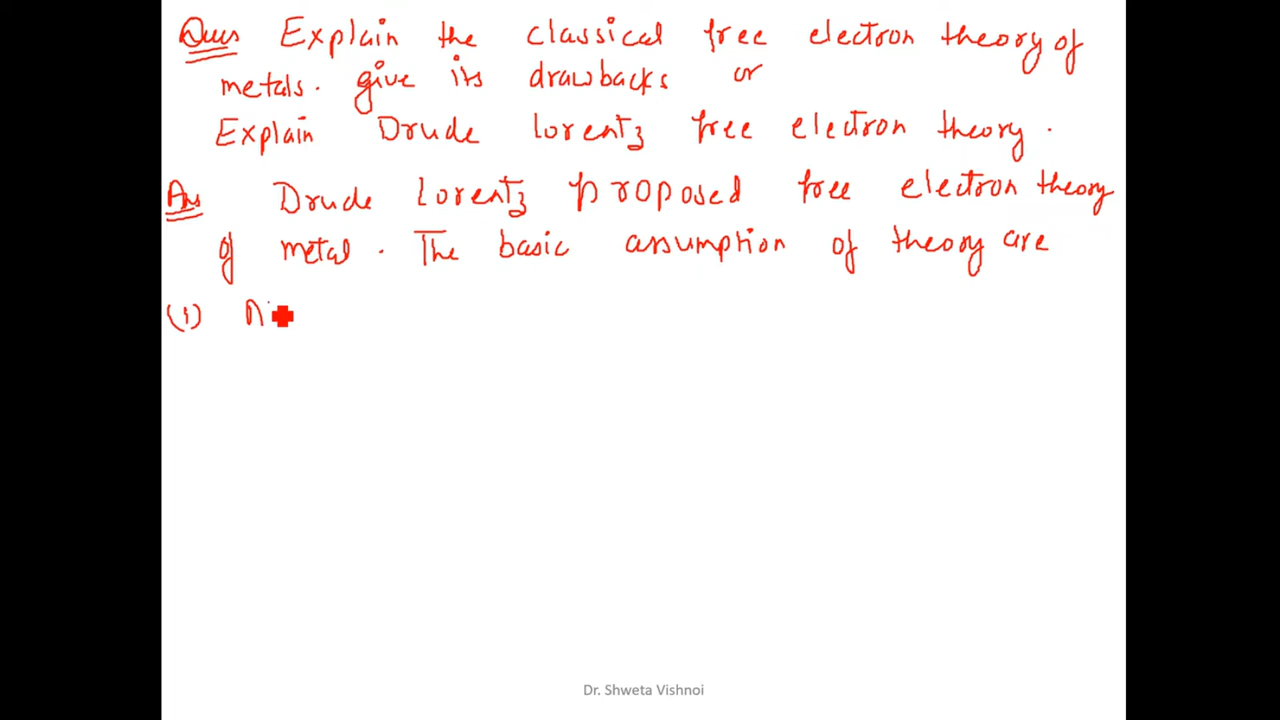 Ques Explain the classical free electron theory of
metals. give its drawbacks or
Explain Drude lorentz free electron theory.
Ans Drude lorentz proposed free electron theory
of metal. The basic assumption of theory are
(1)
Dr. Shweta Vishnoi